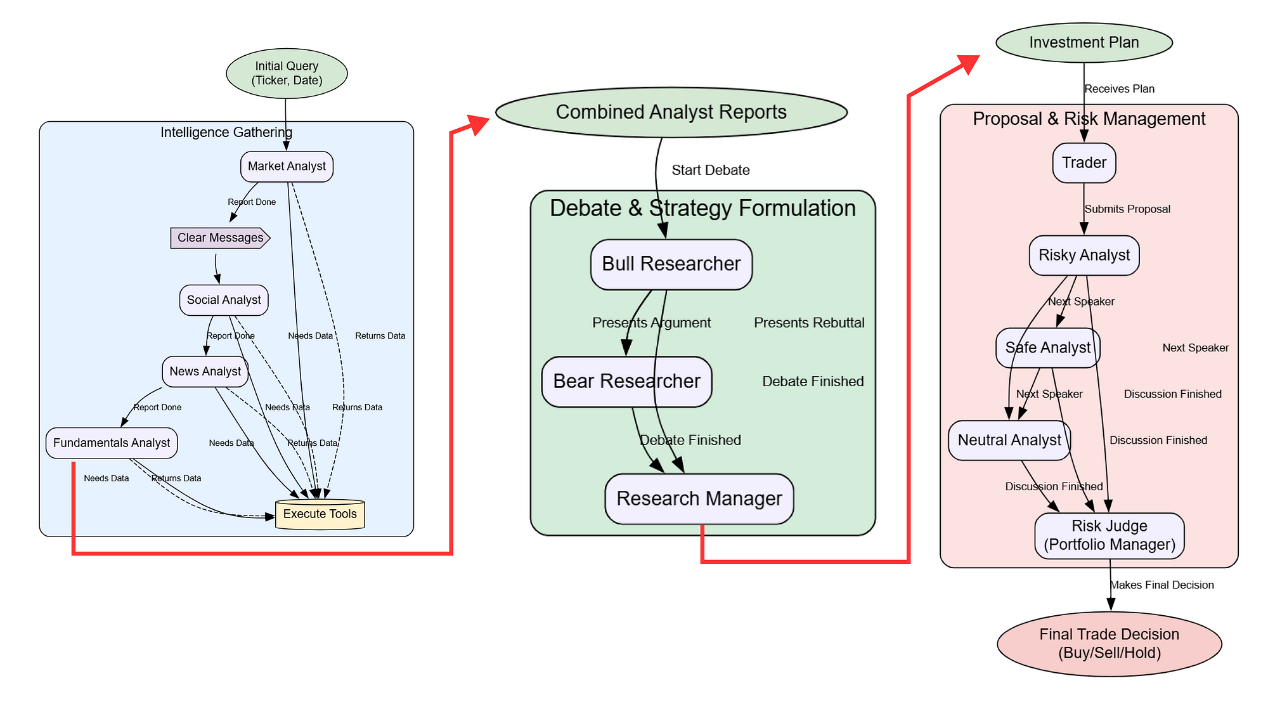 Initial Query
(Ticker, Date)
Intelligence Gathering
Market Analyst
Report Done
Clear Messages
Social Analyst
Report Done
Needs Data
Returns Data
News Analyst
Report Done
Needs Data
Returns Data
Fundamentals Analyst
Needs Data
Returns Data
Needs Data
Returns Data
Execute Tools
Combined Analyst Reports
Start Debate
Debate & Strategy Formulation
Bull Researcher
Presents Argument
Presents Rebuttal
Bear Researcher
Debate Finished
Debate Finished
Research Manager
Investment Plan
Receives Plan
Proposal & Risk Management
Trader
Submits Proposal
Risky Analyst
Next Speaker
Safe Analyst
Next Speaker
Next Speaker
Discussion Finished
Neutral Analyst
Discussion Finished
Discussion Finished
Risk Judge
(Portfolio Manager)
Makes Final Decision
Final Trade Decision
(Buy/Sell/Hold)